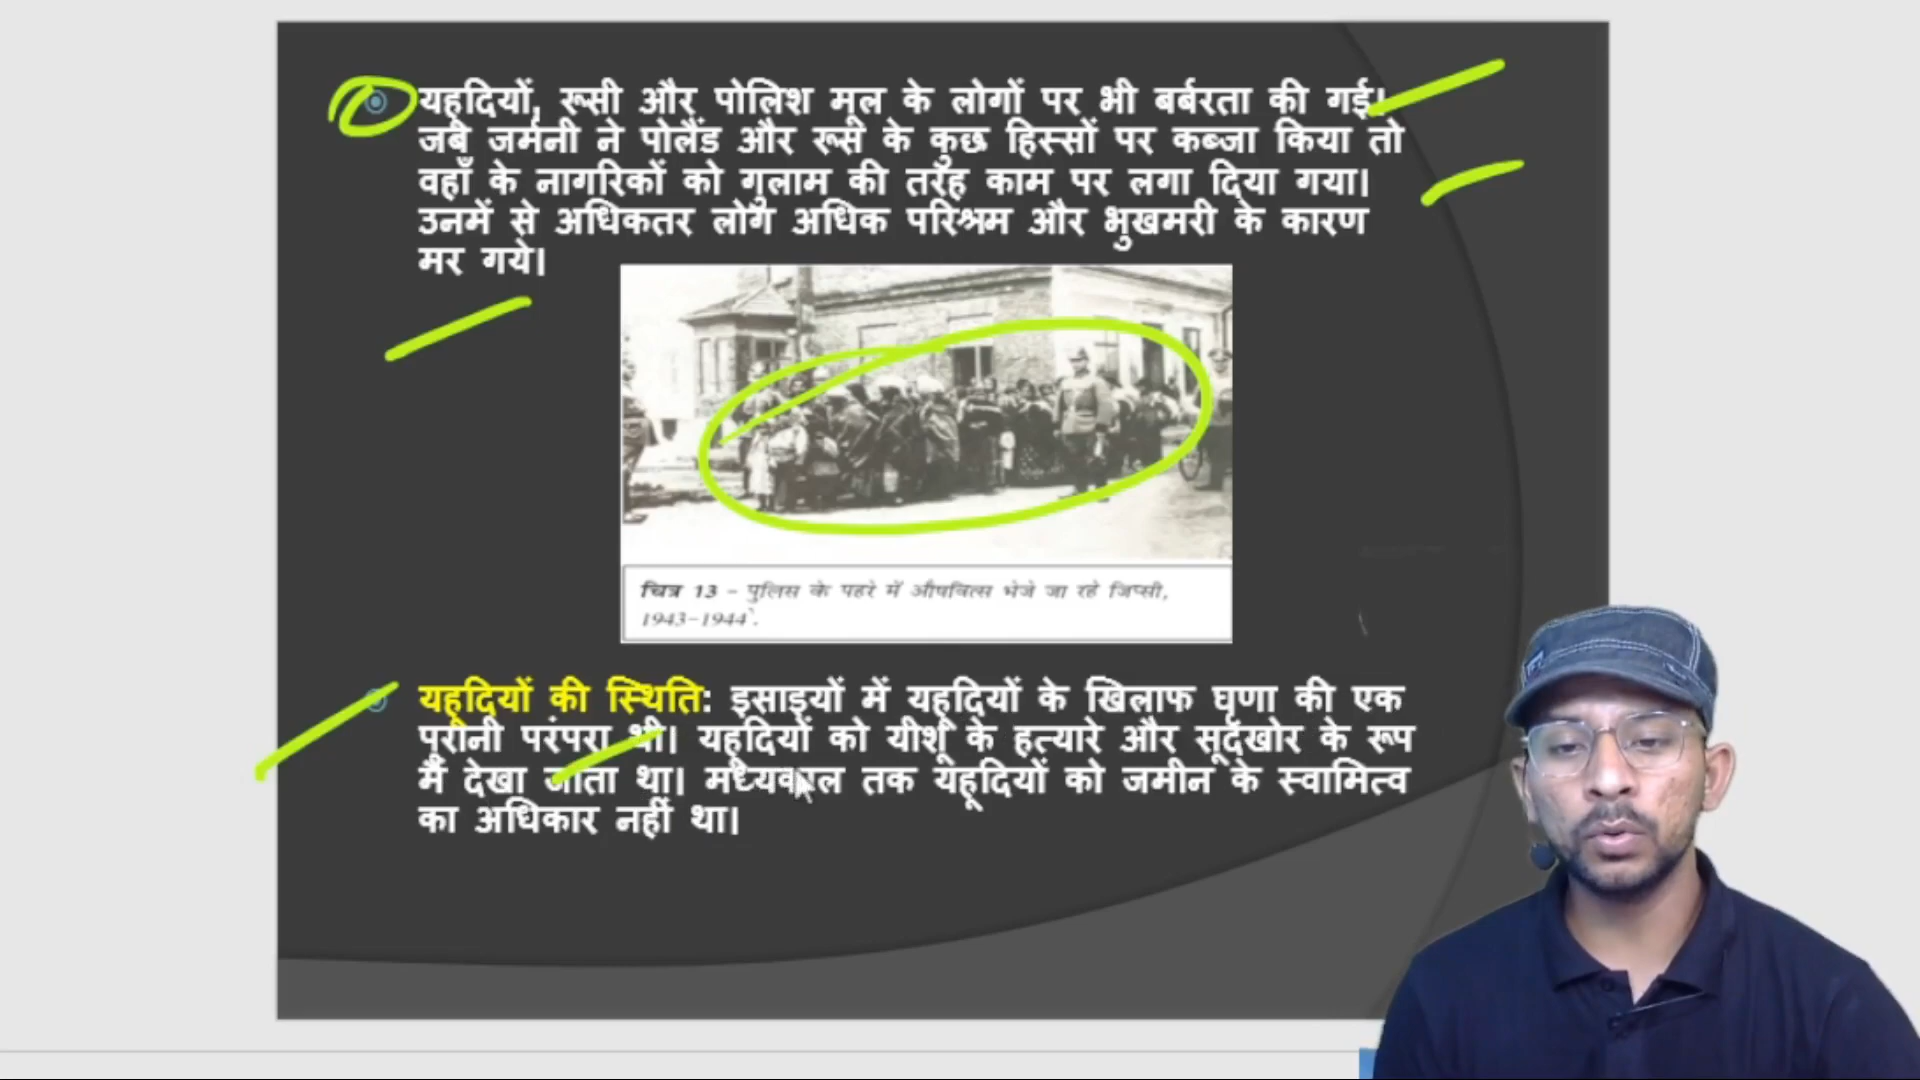 यहूदियों, रूसी और पोलिश मूल के लोगों पर भी बर्बरता की गई।
जब जर्मनी ने पोलैंड और रूस के कुछ हिस्सों पर कब्जा किया तो
वहाँ के नागरिकों को गुलाम की तरह काम पर लगा दिया गया।
उनमें से अधिकतर लोग अधिक परिश्रम और भुखमरी के कारण
मर गये।
चित्र 13 - पुलिस के पहरे में औषवित्स भेजे जा रहे जिप्सी,
1943-1944.
यहूदियों की स्थिति: इसाइयों में यहूदियों के खिलाफ घृणा की एक
पुरानी परंपरा थी। यहूदियों को यीशू के हत्यारे और सूदखोर के रूप
में देखा जाता था। मध्यकाल तक यहूदियों को जमीन के स्वामित्व
का अधिकार नहीं था।